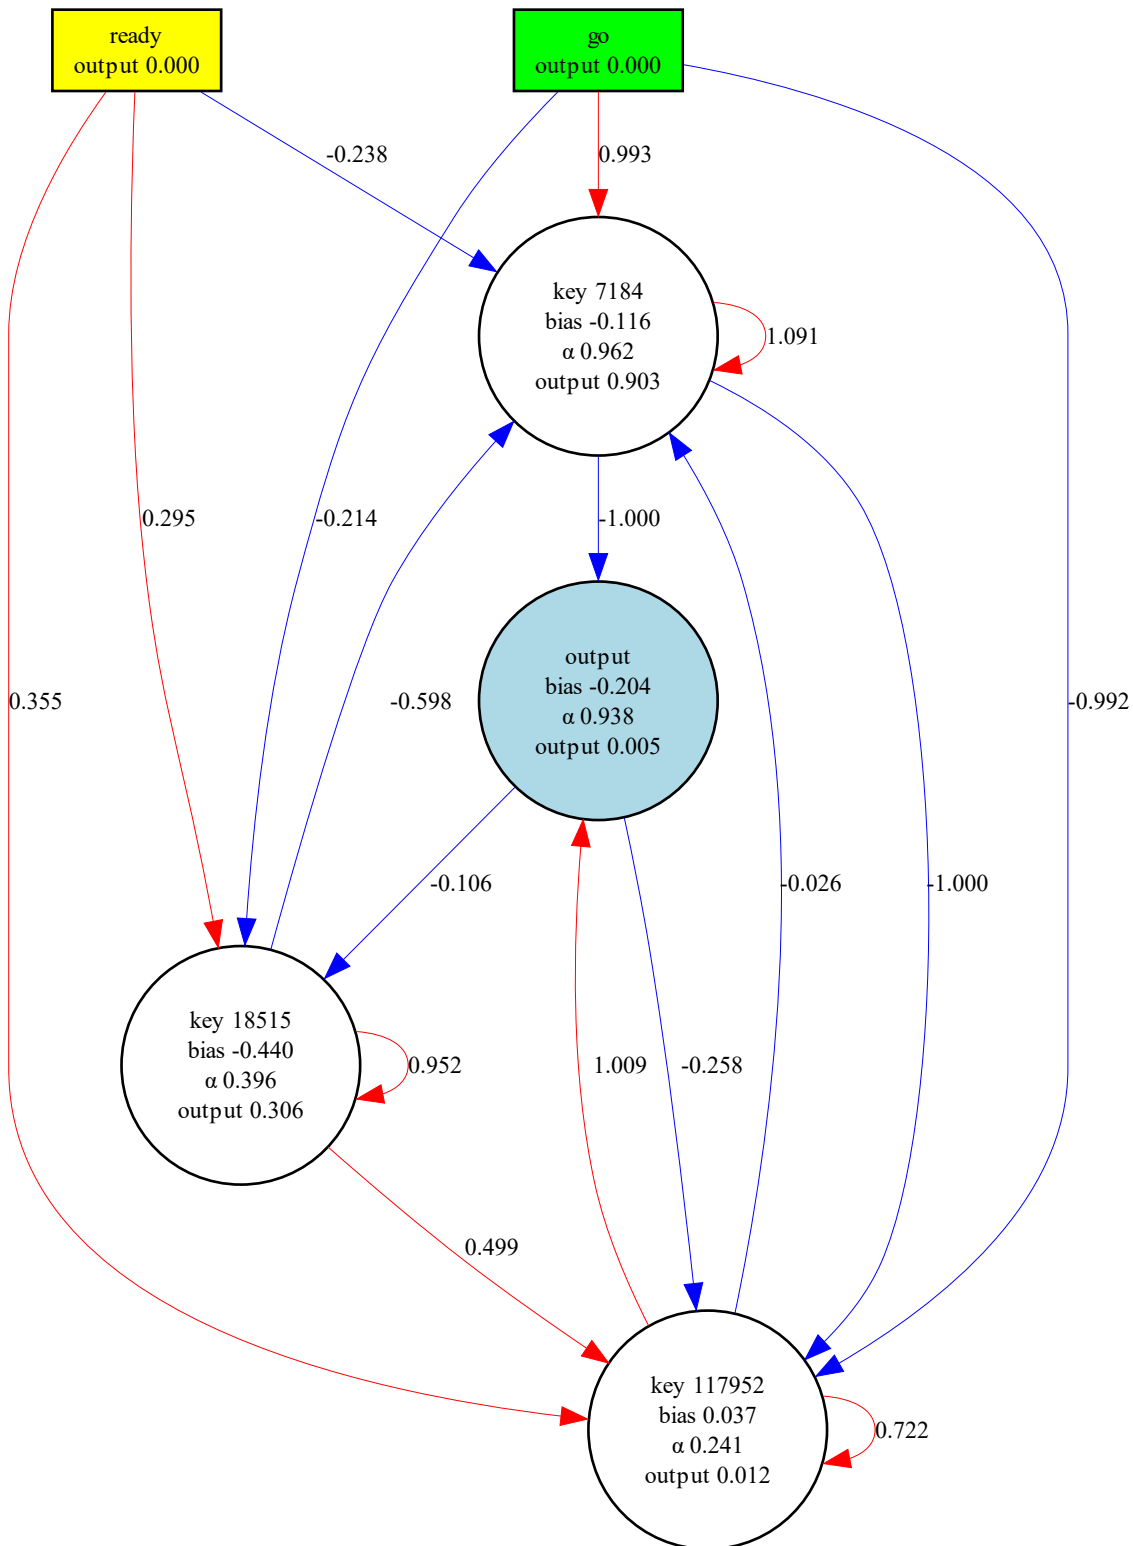 ready
output 0.000
go
output 0.000
-0.238
0.993
key 7184
bias -0.116
α 0.962
output 0.903
1.091
0.295
-0.214
-1.000
output
bias -0.204
α 0.938
output 0.005
0.355
-0.598
-0.992
-0.106
-0.026
-1.000
key 18515
bias -0.440
α 0.396
output 0.306
0.952
1.009
-0.258
0.499
key 117952
bias 0.037
α 0.241
output 0.012
0.722